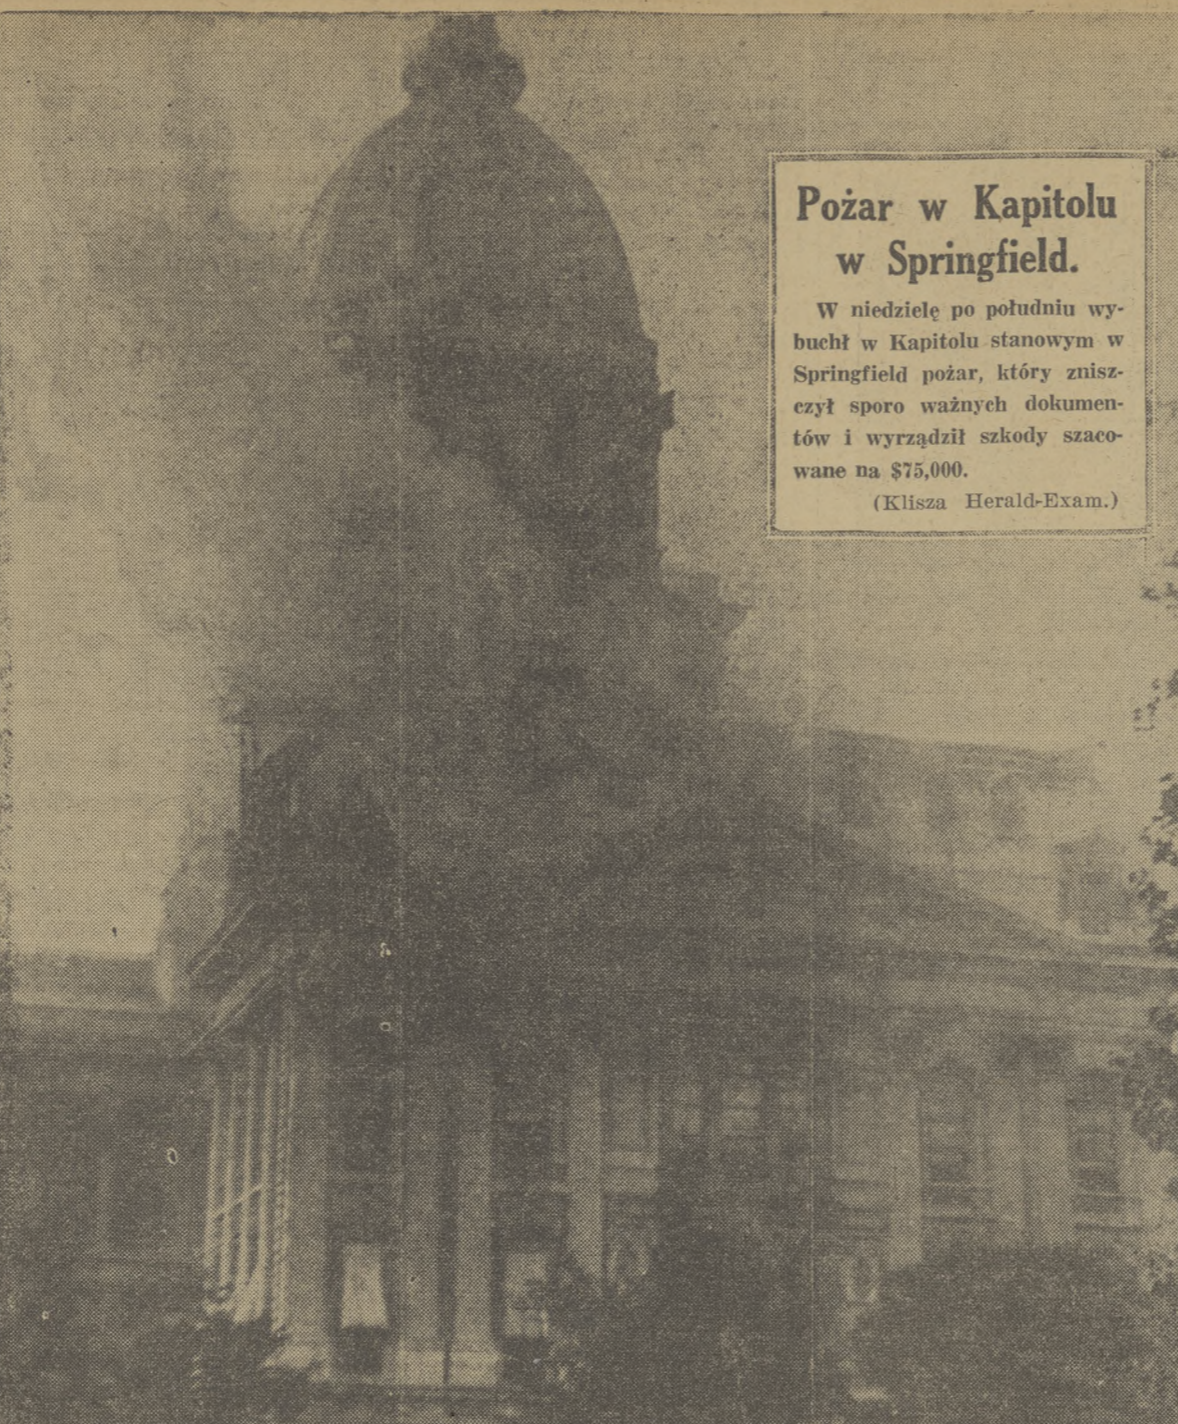 Pożar w Kapitolu
w Springfield.
W niedzielę po południu wy-
buchł w Kapitolu stanowym w
Springfield pożar, który znisz-
czył sporo ważnych dokumen-
tów i wyrządził szkody szaco-
wane na $75,000.
(Klisza Herald-Exam.)